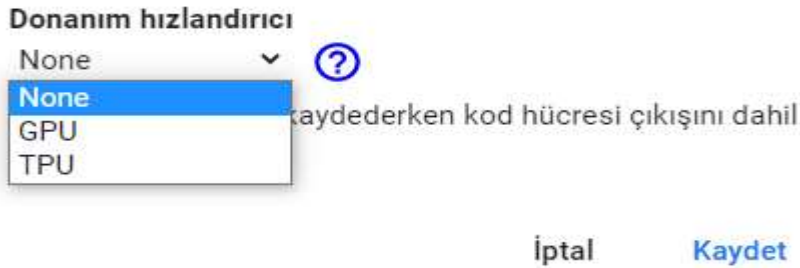 Donanım hızlandırıcı
None
None
GPU
TPU
kaydederken kod hücresi çıkışını dahil
İptal Kaydet